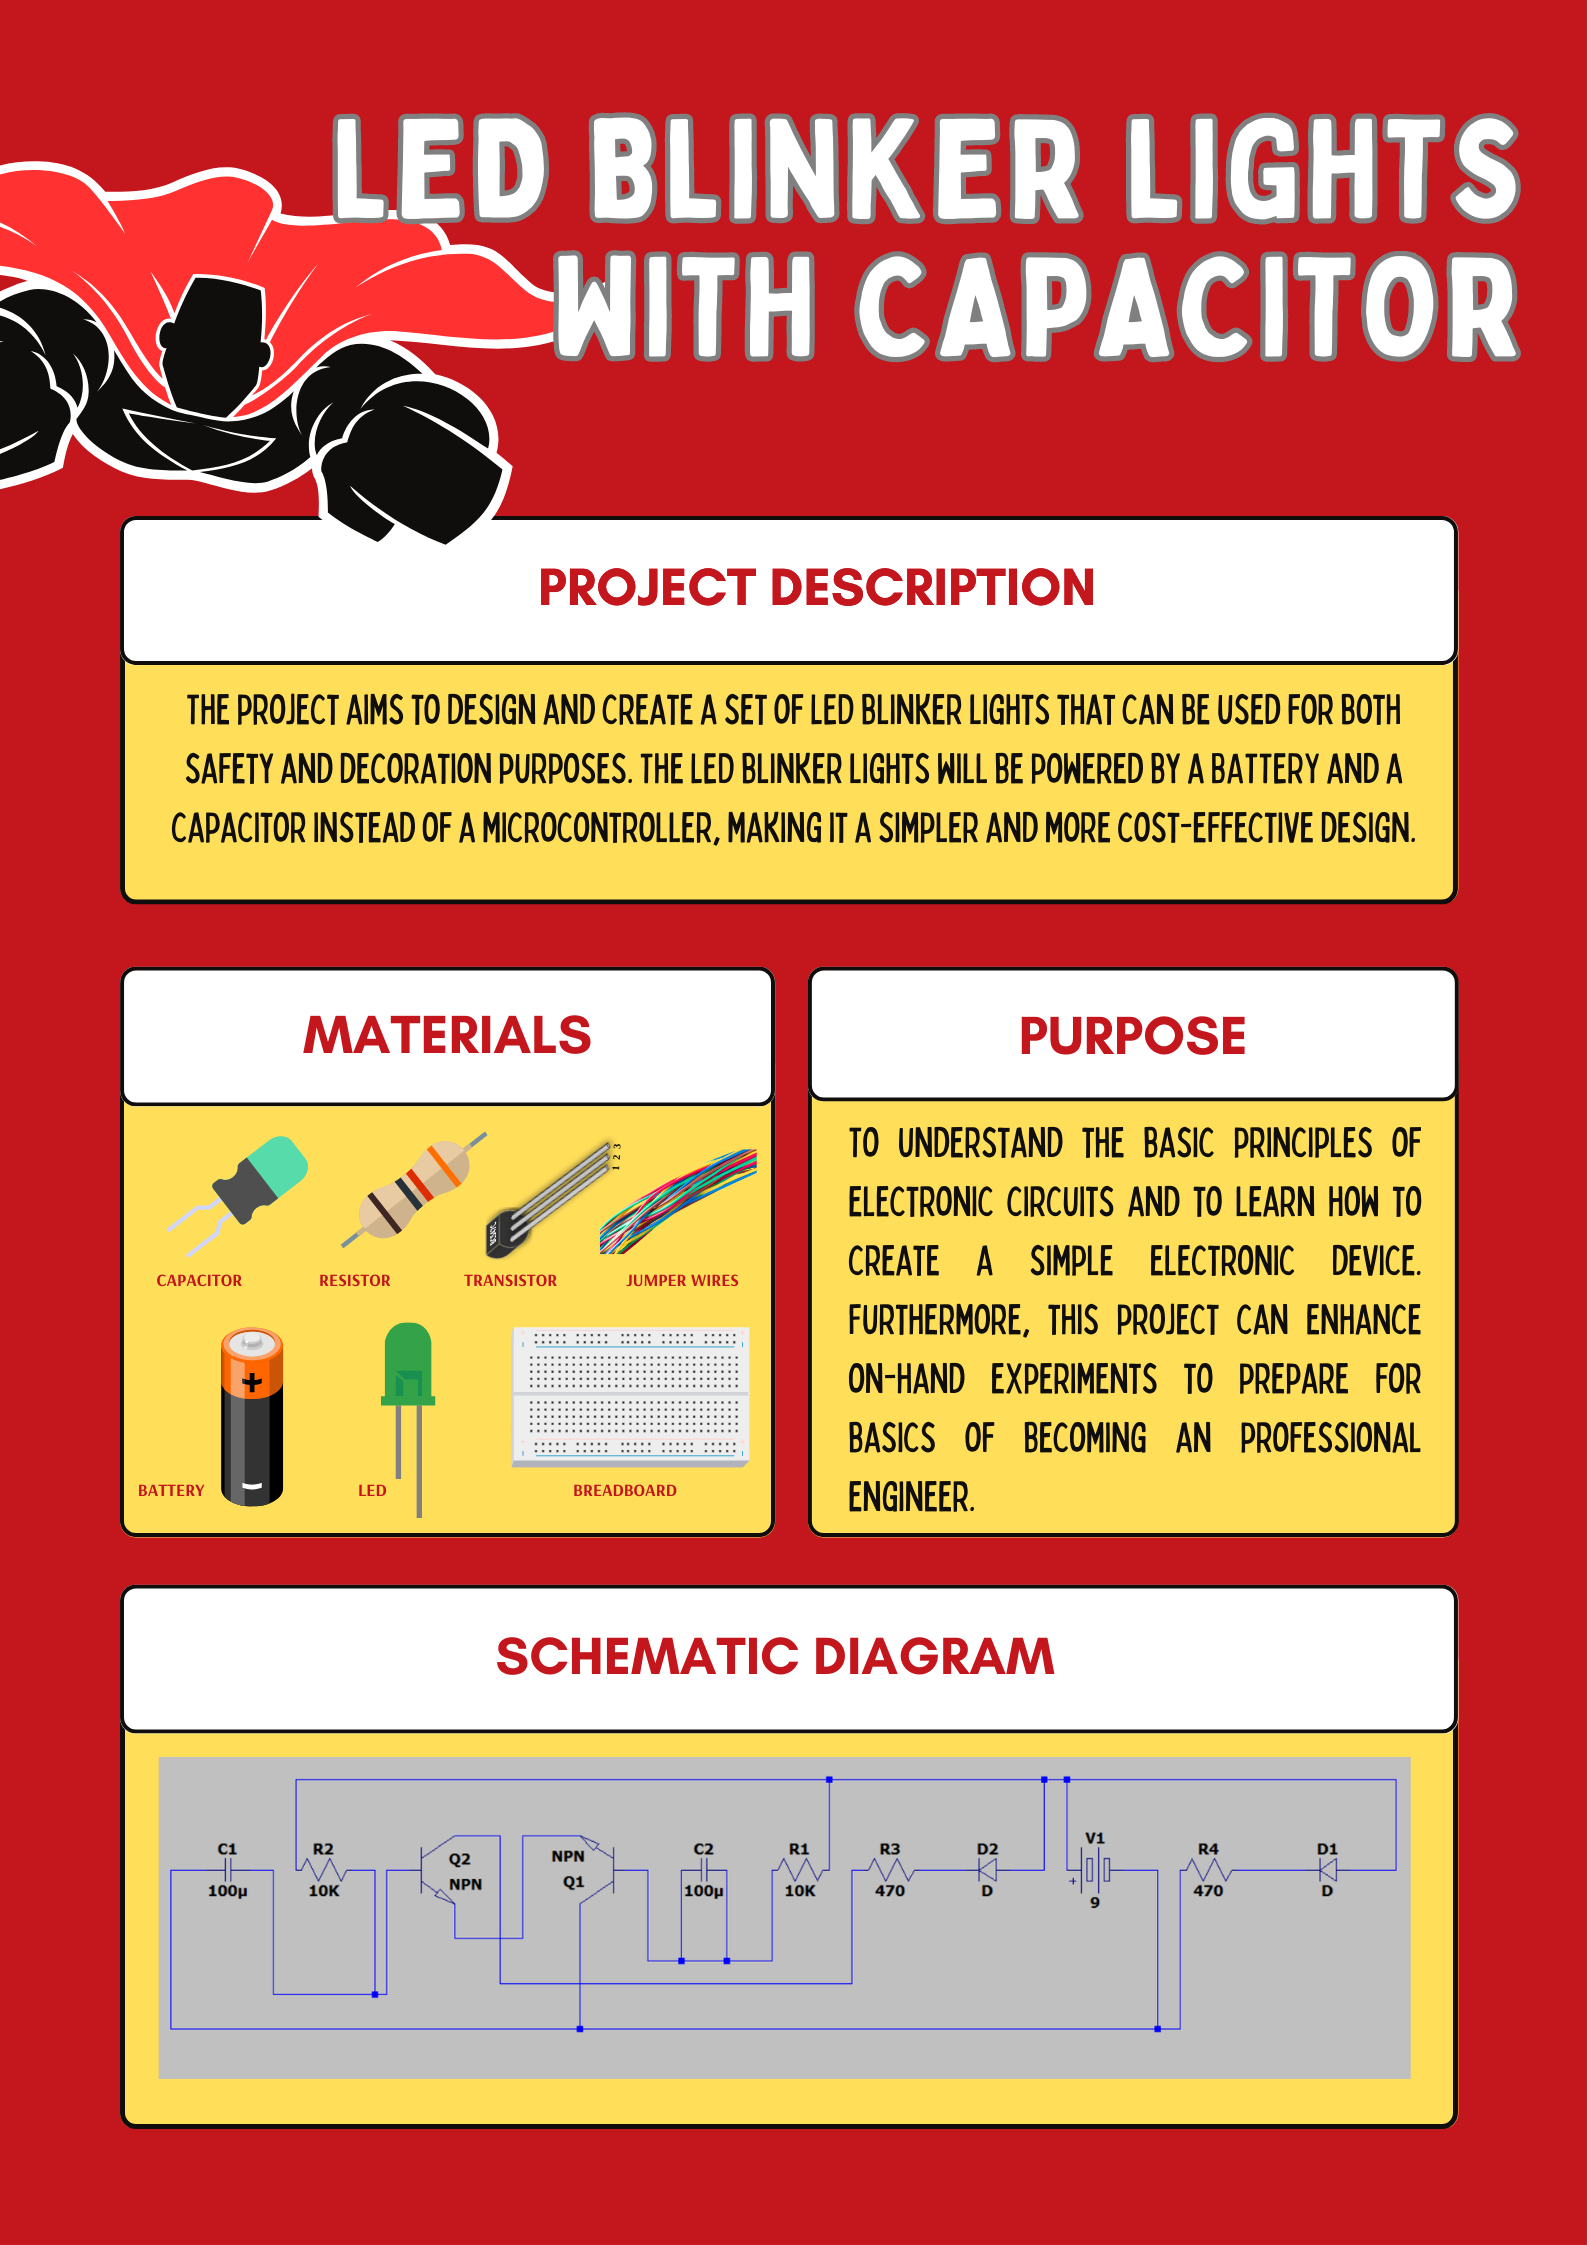 LED BLINKER LIGHTS
WITH CAPACITOR
PROJECT DESCRIPTION
THE PROJECT AIMS TO DESIGN AND CREATE A SET OF LED BLINKER LIGHTS THAT CAN BE USED FOR BOTH
SAFETY AND DECORATION PURPOSES. THE LED BLINKER LIGHTS WILL BE POWERED BY A BATTERY AND A
CAPACITOR INSTEAD OF A MICROCONTROLLER, MAKING IT A SIMPLER AND MORE COST-EFFECTIVE DESIGN.
MATERIALS
1 2 3
CAPACITOR RESISTOR TRANSISTOR JUMPER WIRES
+
BATTERY LED BREADBOARD
PURPOSE
TO UNDERSTAND THE BASIC PRINCIPLES OF
ELECTRONIC CIRCUITS AND TO LEARN HOW TO
CREATE A SIMPLE ELECTRONIC DEVICE.
FURTHERMORE, THIS PROJECT CAN ENHANCE
ON-HAND EXPERIMENTS TO PREPARE FOR
BASICS OF BECOMING AN PROFESSIONAL
ENGINEER.
SCHEMATIC DIAGRAM
C1
100µ
R2
10K
Q2
NPN
NPN
Q1
C2
100µ
R1
10K
R3
470
D2
D
V1
+
9
R4
470
D1
D